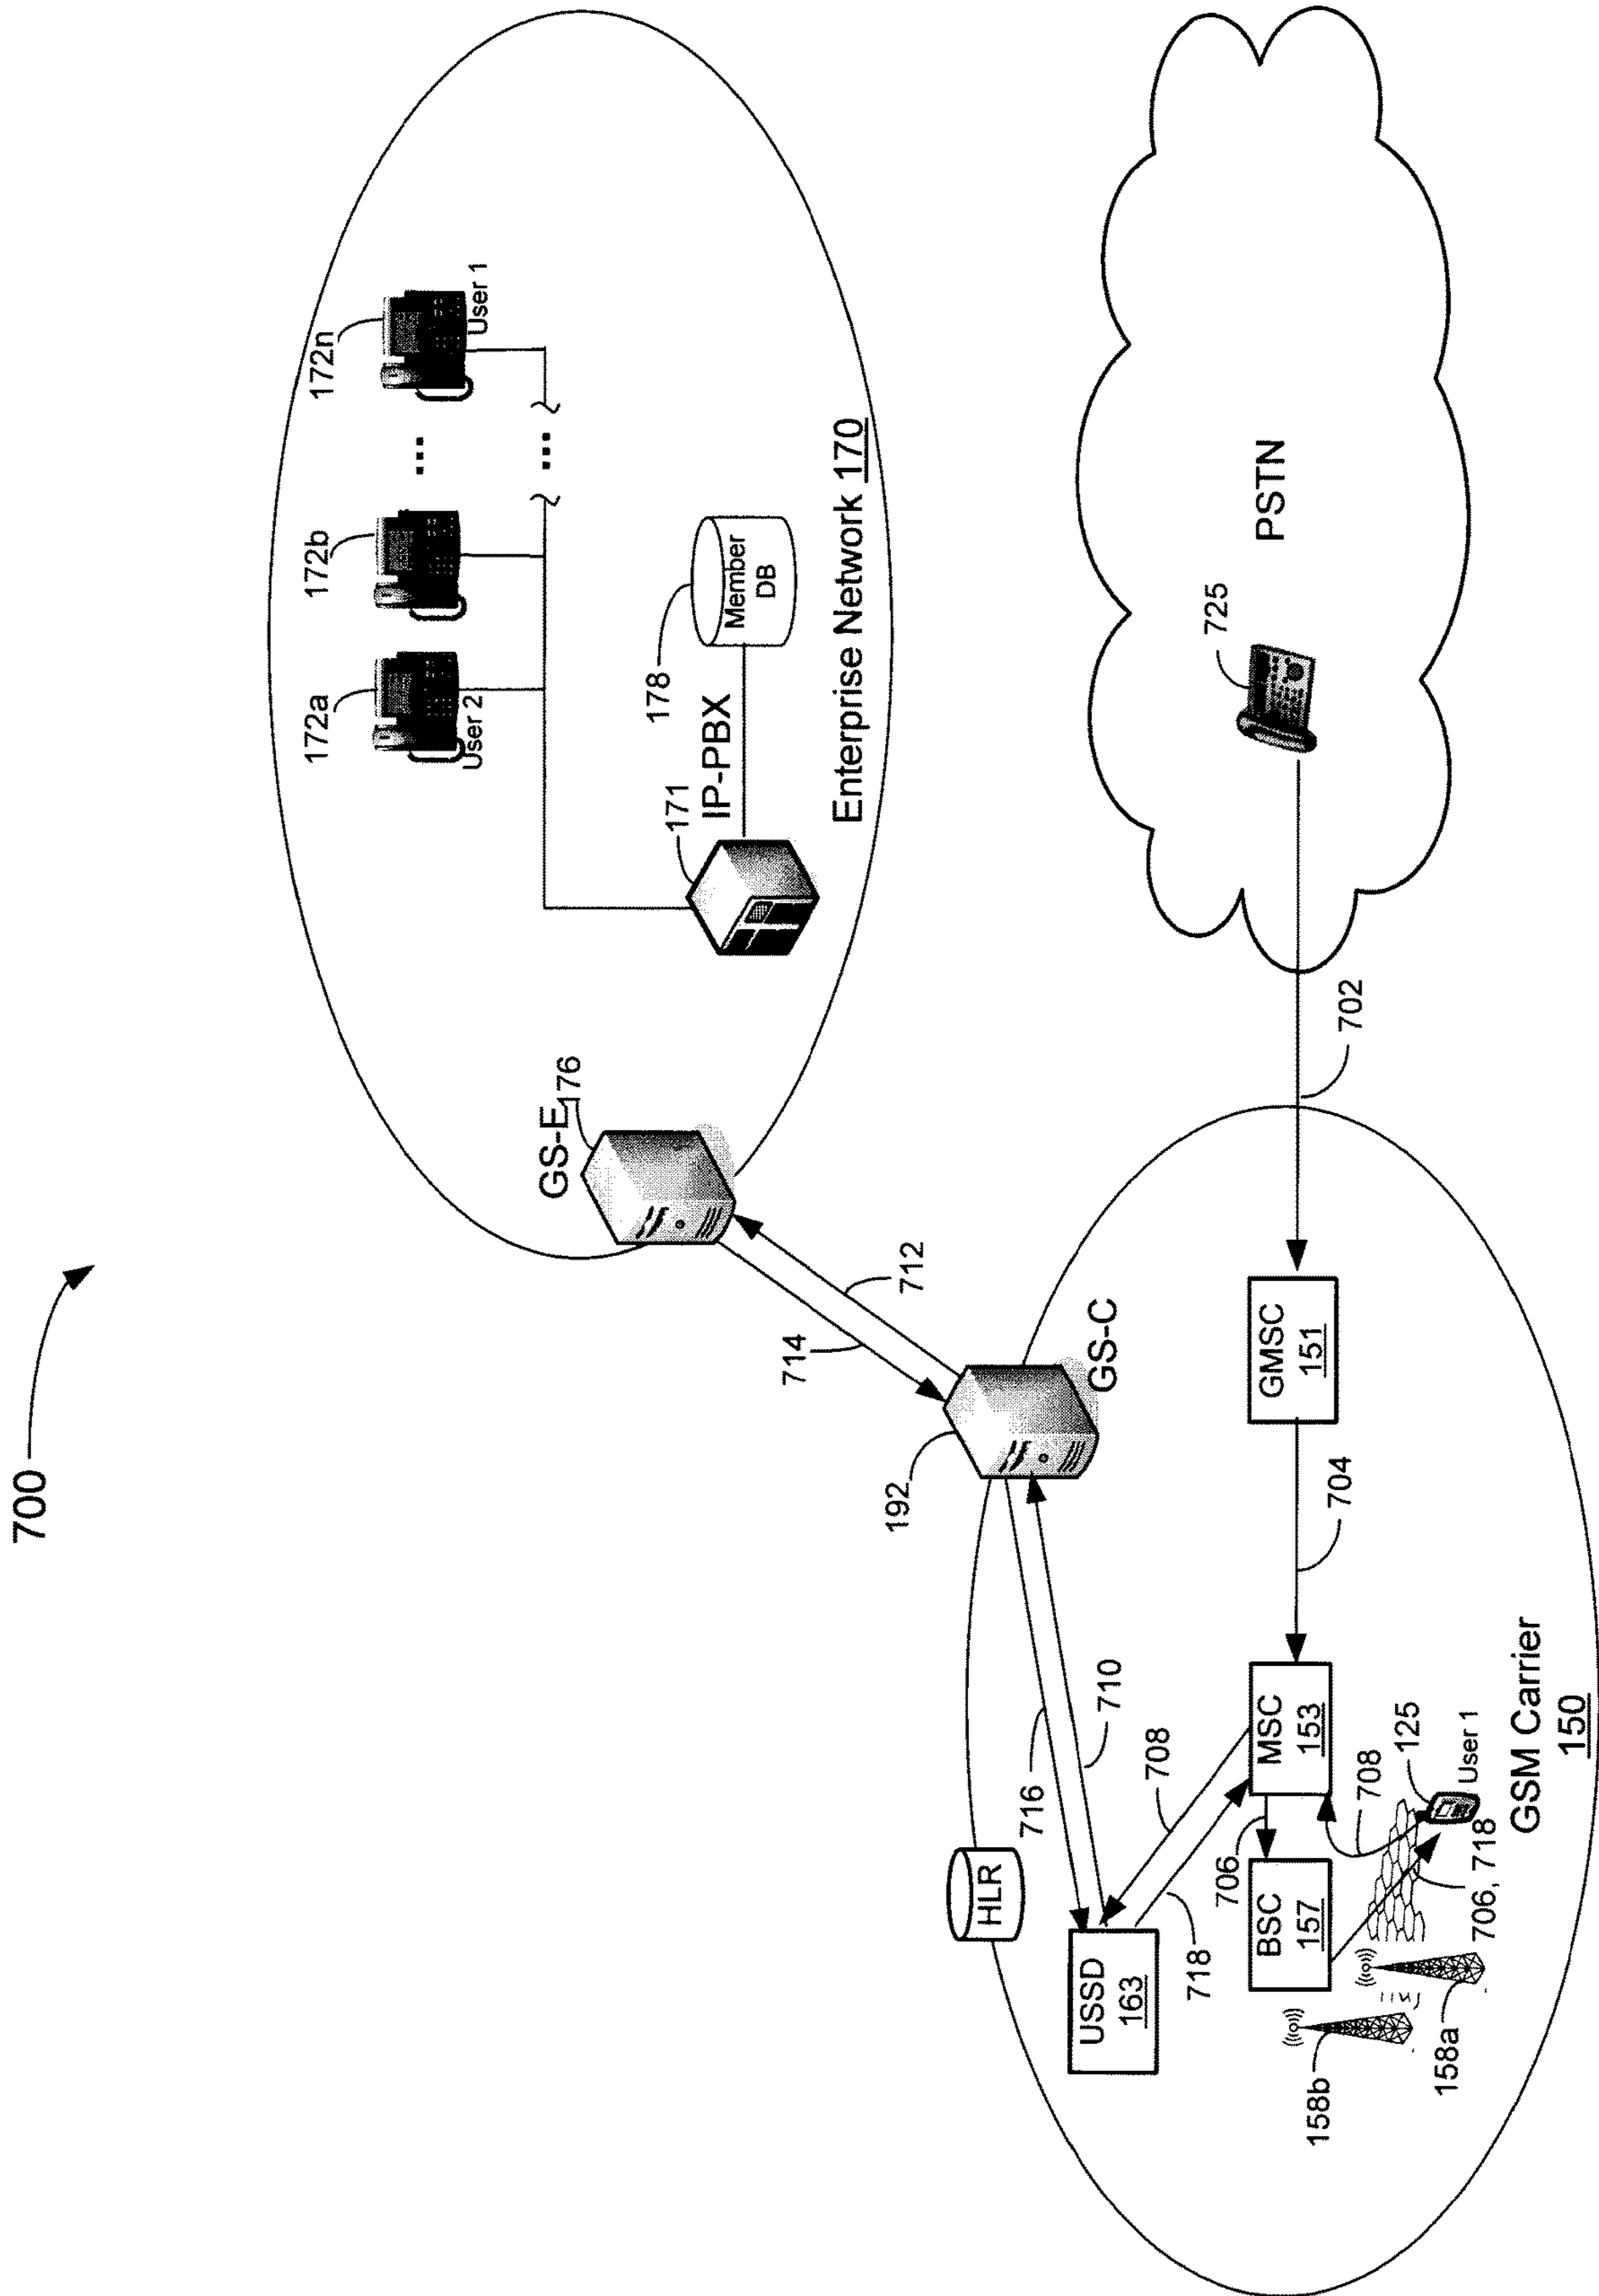 700
172a
172b
172n
User 2
User 1
...
...
178
Member
DB
171
IP-PBX
Enterprise Network 170
GS-E
176
714
712
192
GS-C
HLR
716
710
USSD
163
708
718
706
MSC
153
BSC
157
704
GMSC
151
702
725
PSTN
158b
158a
706, 718
708
125
User 1
GSM Carrier
150